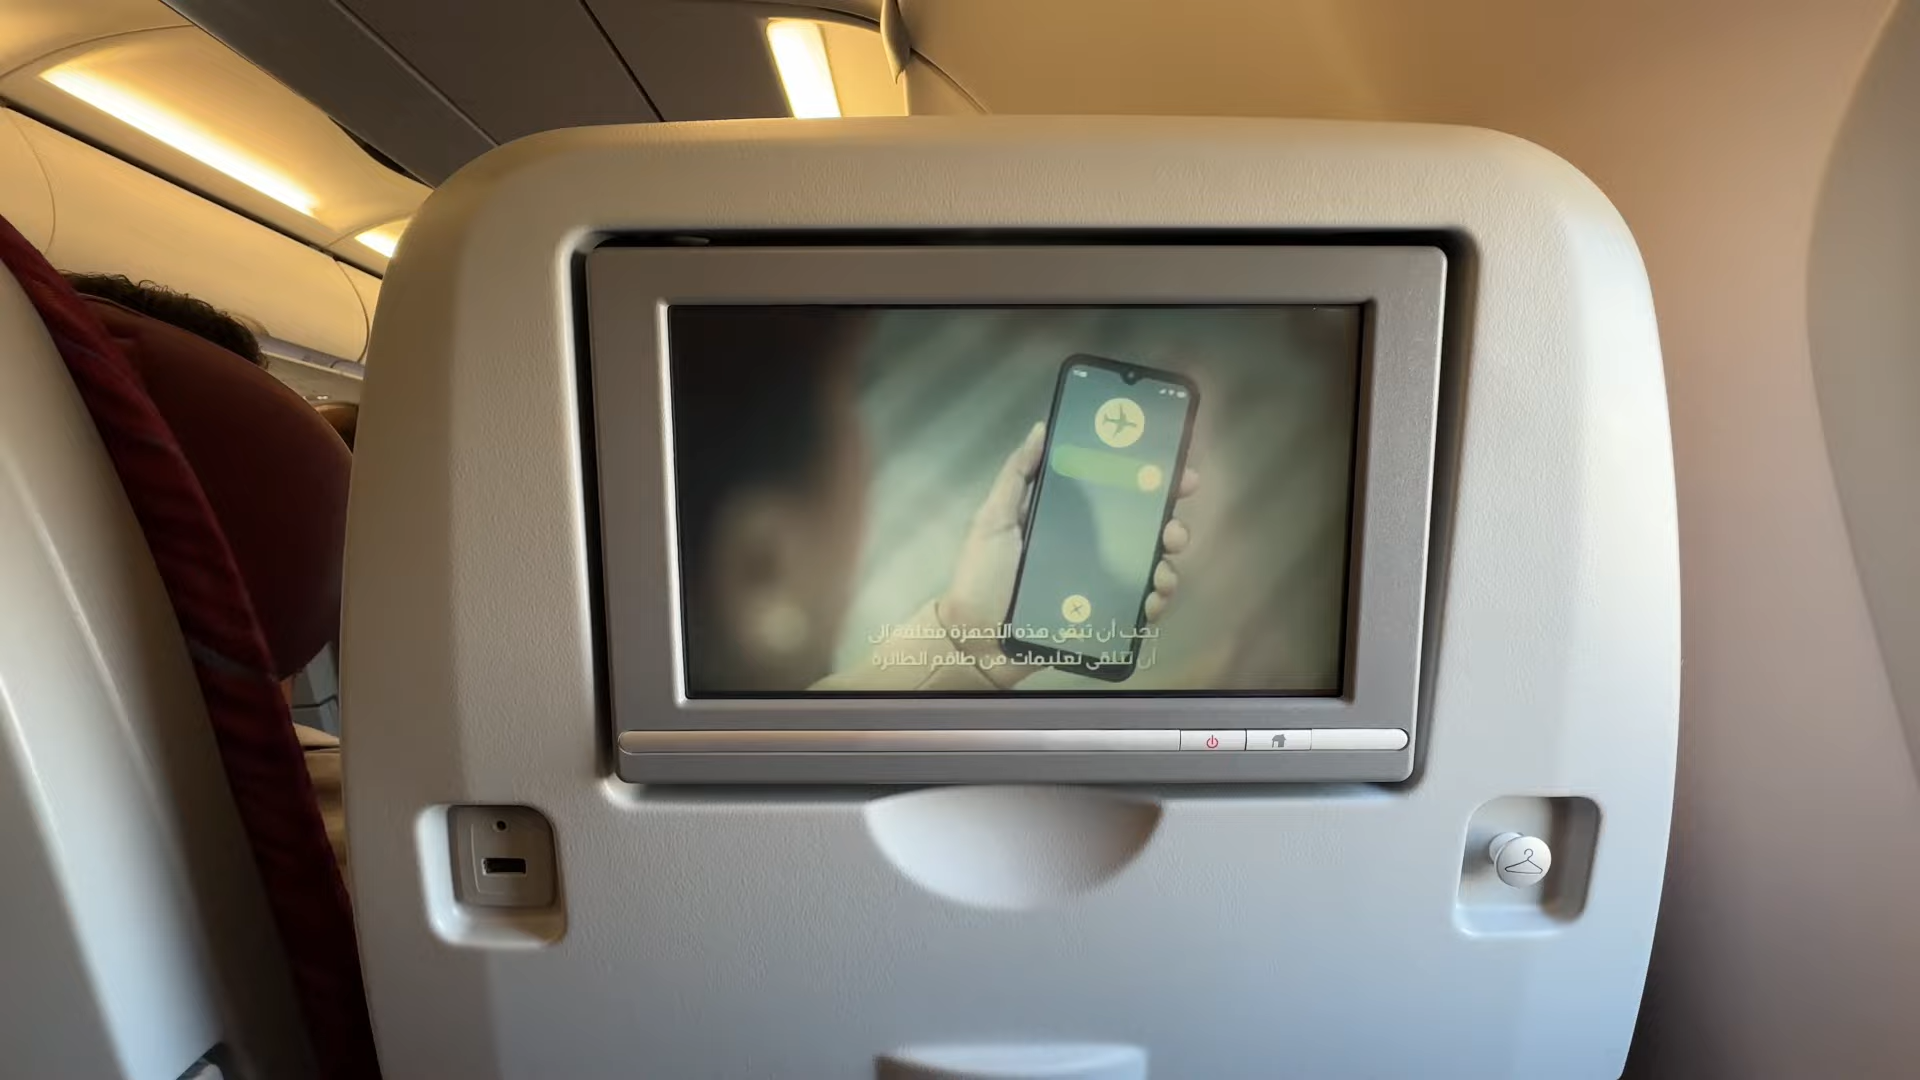 يجب أن تبقى هذه الأجهزة مغلقة إلى
أن تتلقى تعليمات من طاقم الطائرة